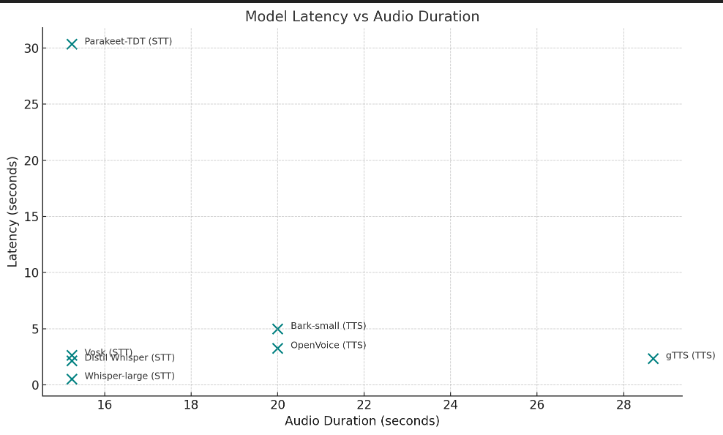 Model Latency vs Audio Duration
Parakeet-TDT (STT)
30
25
20
15
10
5
0
Latency (seconds)
Bark-small (TTS)
OpenVoice (TTS)
Vosk (STT)
Distil Whisper (STT)
gTTS (TTS)
Whisper-large (STT)
16 18 20 22 24 26 28
Audio Duration (seconds)